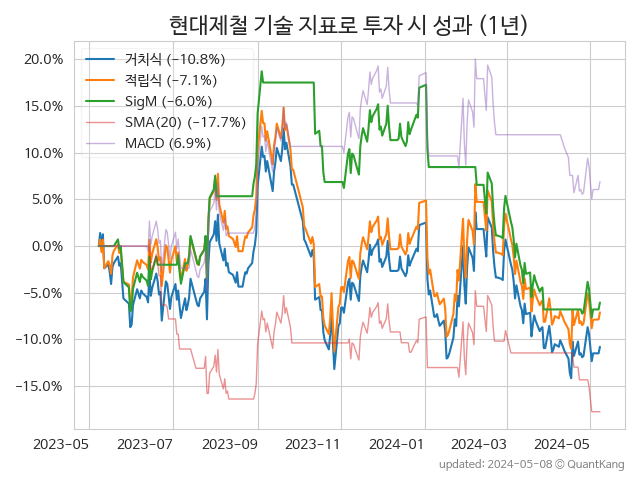 현대제철 기술 지표로 투자 시 성과 (1년)
20.0%
15.0%
10.0%
5.0%
0.0%
−5.0%
−10.0%
−15.0%
거치식 (−10.8%)
적립식 (−7.1%)
SigM (−6.0%)
SMA(20) (−17.7%)
MACD (6.9%)
2023-05 2023-07 2023-09 2023-11 2024-01 2024-03 2024-05
updated: 2024-05-08 © QuantKang